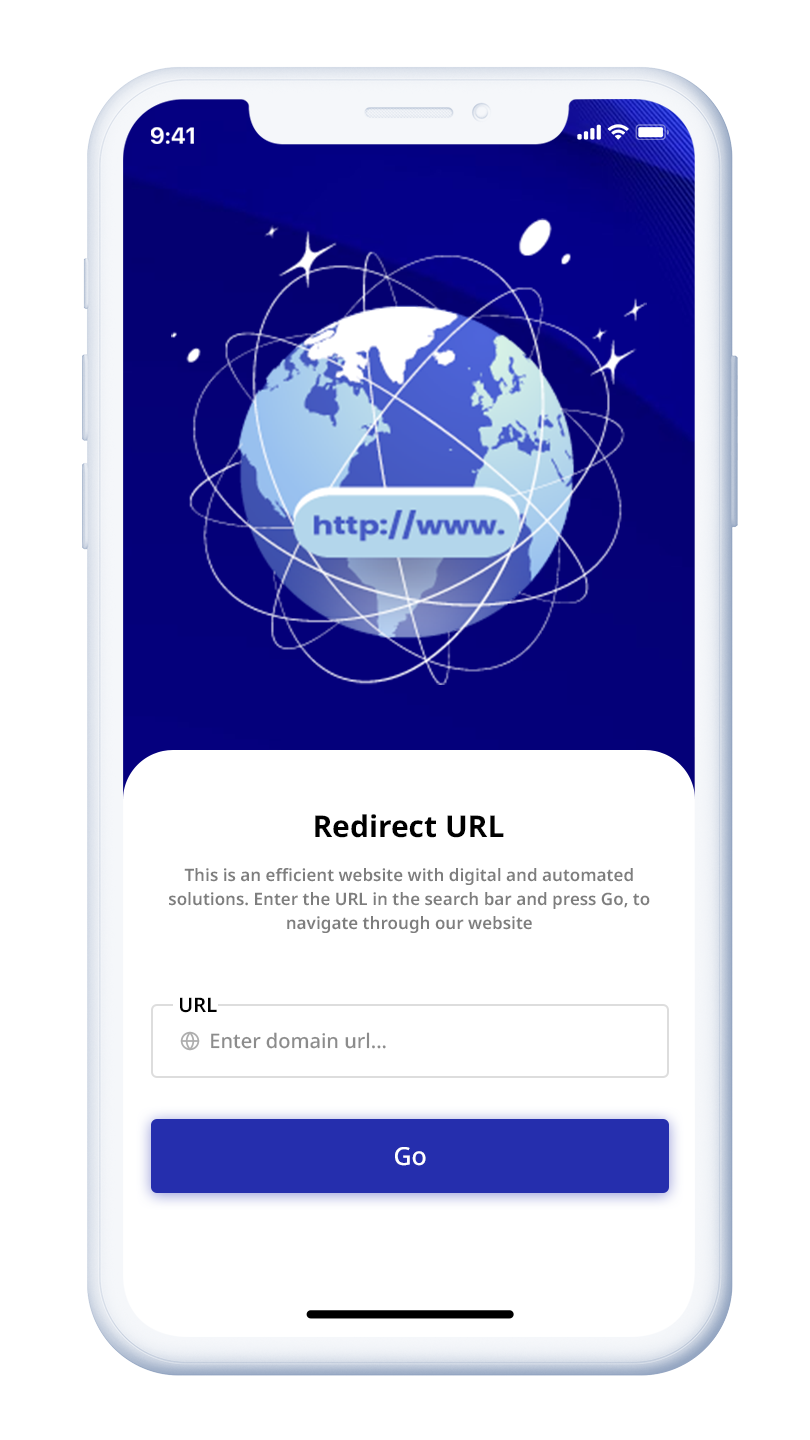 9:41
http://www.
Redirect URL
This is an efficient website with digital and automated
solutions. Enter the URL in the search bar and press Go, to
navigate through our website
URL
Enter domain url...
Go